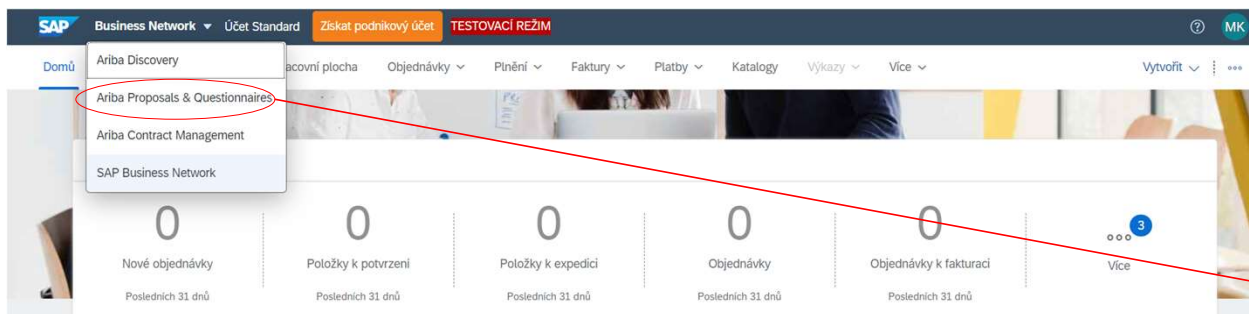 SAP Business Network Účet Standard Získat podnikový účet TESTOVACÍ REŽIM MK
Domů acovní plocha Objednávky Plnění Faktury Platby Katalogy Výkazy Více Vytvořit
Ariba Discovery
Ariba Proposals & Questionnaires
Ariba Contract Management
SAP Business Network
0 0 0 0 0 3
Nové objednávky Položky k potvrzení Položky k expedici Objednávky Objednávky k fakturaci Více
Posledních 31 dnů Posledních 31 dnů Posledních 31 dnů Posledních 31 dnů Posledních 31 dnů